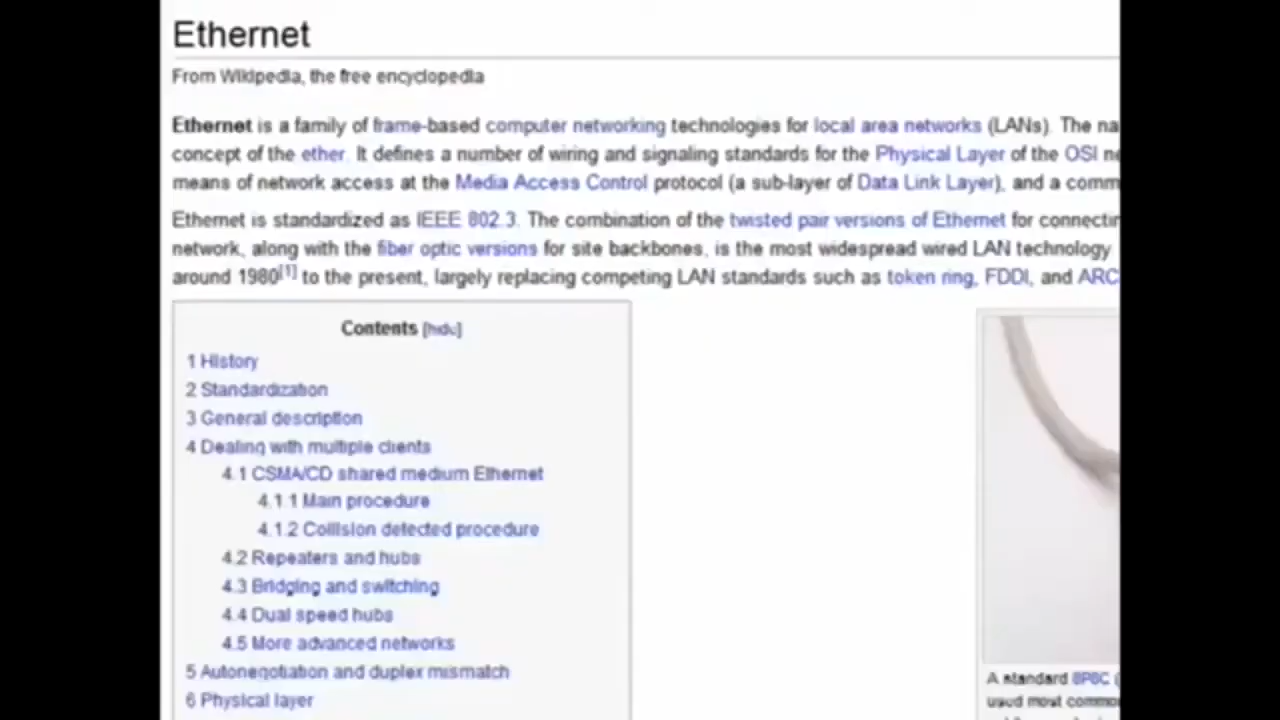 Ethernet
From Wikipedia, the free encyclopedia
Ethernet is a family of frame-based computer networking technologies for local area networks (LANs). The na
concept of the ether. It defines a number of wiring and signaling standards for the Physical Layer of the OSI ne
means of network access at the Media Access Control protocol (a sub-layer of Data Link Layer), and a comm
Ethernet is standardized as IEEE 802.3. The combination of the twisted pair versions of Ethernet for connectin
network, along with the fiber optic versions for site backbones, is the most widespread wired LAN technology
around 1980[1] to the present, largely replacing competing LAN standards such as token ring, FDDI, and ARC
Contents [hide]
1 History
2 Standardization
3 General description
4 Dealing with multiple clients
4.1 CSMA/CD shared medium Ethernet
4.1.1 Main procedure
4.1.2 Collision detected procedure
4.2 Repeaters and hubs
4.3 Bridging and switching
4.4 Dual speed hubs
4.5 More advanced networks
5 Autonegotiation and duplex mismatch
6 Physical layer
A standard 8P8C (
used most commo